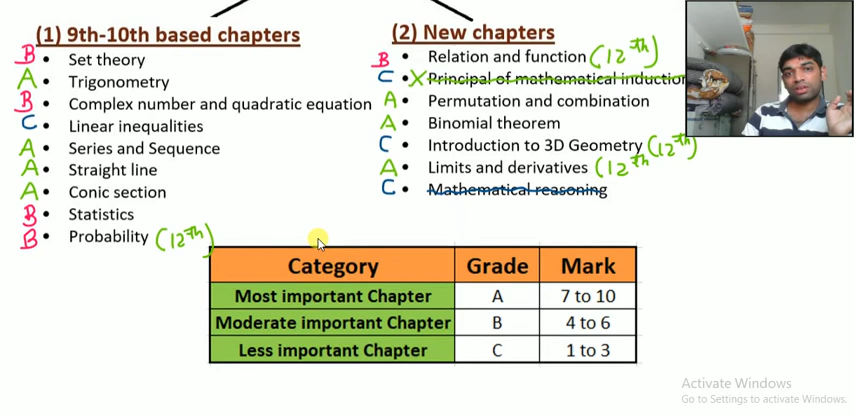 (1) 9th-10th based chapters
B • Set theory
A • Trigonometry
B • Complex number and quadratic equation
C • Linear inequalities
A • Series and Sequence
A • Straight line
A • Conic section
B • Statistics
B • Probability (12th)
(2) New chapters
B • Relation and function (12th)
C • X Principal of mathematical induction
A • Permutation and combination
A • Binomial theorem
C • Introduction to 3D Geometry (12th)
A • Limits and derivatives (12th)
C • Mathematical reasoning
Category Grade Mark
Most important Chapter A 7 to 10
Moderate important Chapter B 4 to 6
Less important Chapter C 1 to 3
Activate Windows
Go to Settings to activate Windows.